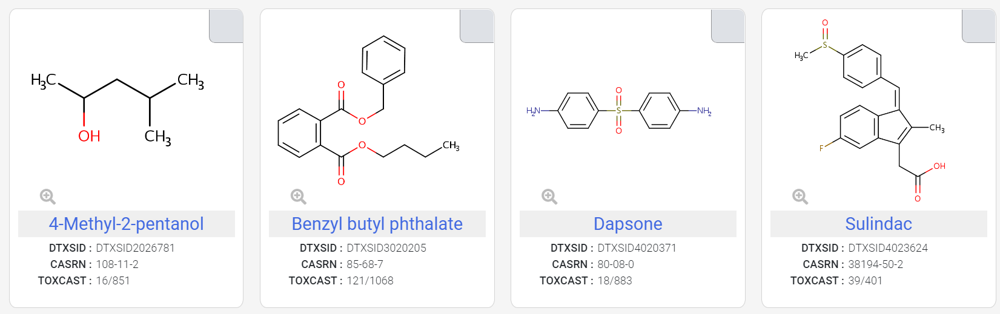 H₃C
CH₃
OH
CH₃
4-Methyl-2-pentanol
DTXSID : DTXSID2026781
CASRN : 108-11-2
TOXCAST : 16/851
O
O
O
CH₃
O
Benzyl butyl phthalate
DTXSID : DTXSID3020205
CASRN : 85-68-7
TOXCAST : 121/1068
O
H₂N
S
NH₂
O
Dapsone
DTXSID : DTXSID4020371
CASRN : 80-08-0
TOXCAST : 18/883
O
S
H₃C
CH₃
F
OH
O
Sulindac
DTXSID : DTXSID4023624
CASRN : 38194-50-2
TOXCAST : 39/401